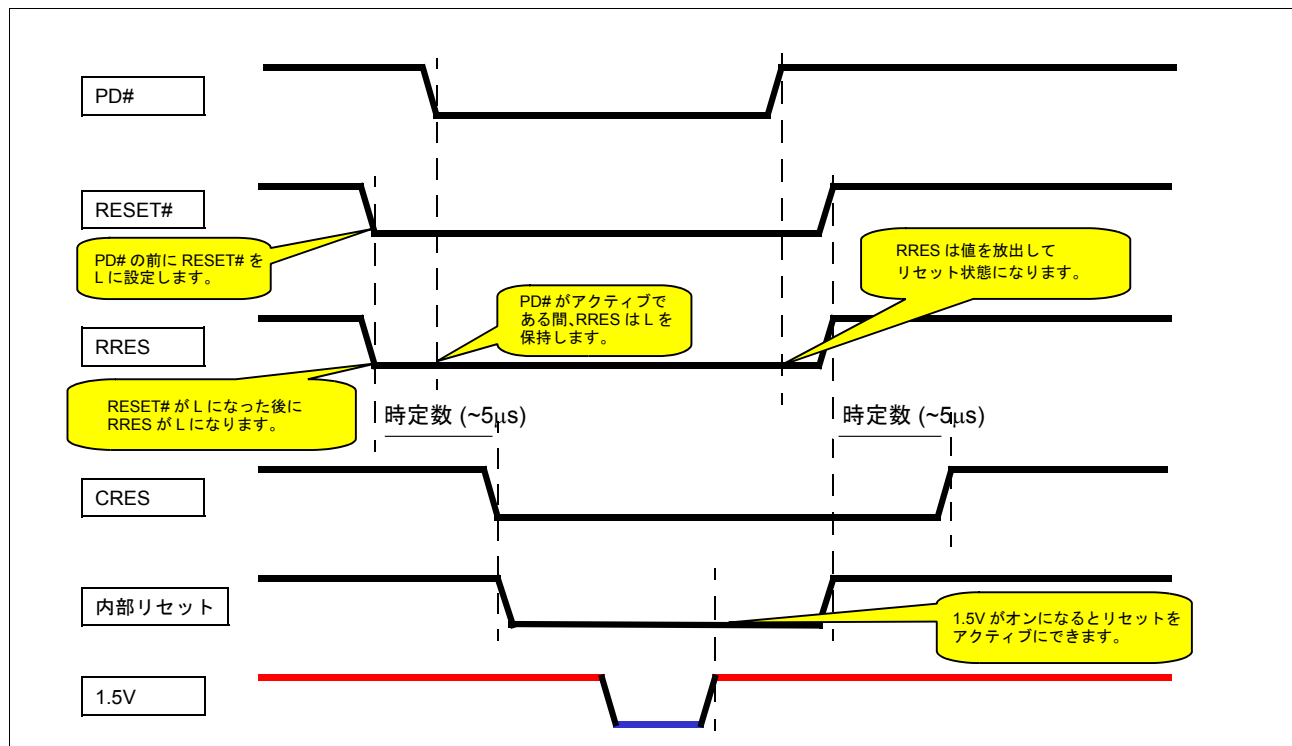 PD#
RESET#
PD# の前に RESET# を
L に設定します。
RRES は値を放出して
リセット状態になります。
PD# がアクティブで
ある間、RRES は L を
保持します。
RRES
RESET# が L になった後に
RRES が L になります。
時定数 (~5μs)
時定数 (~5μs)
CRES
内部リセット
1.5V がオンになるとリセットを
アクティブにできます。
1.5V